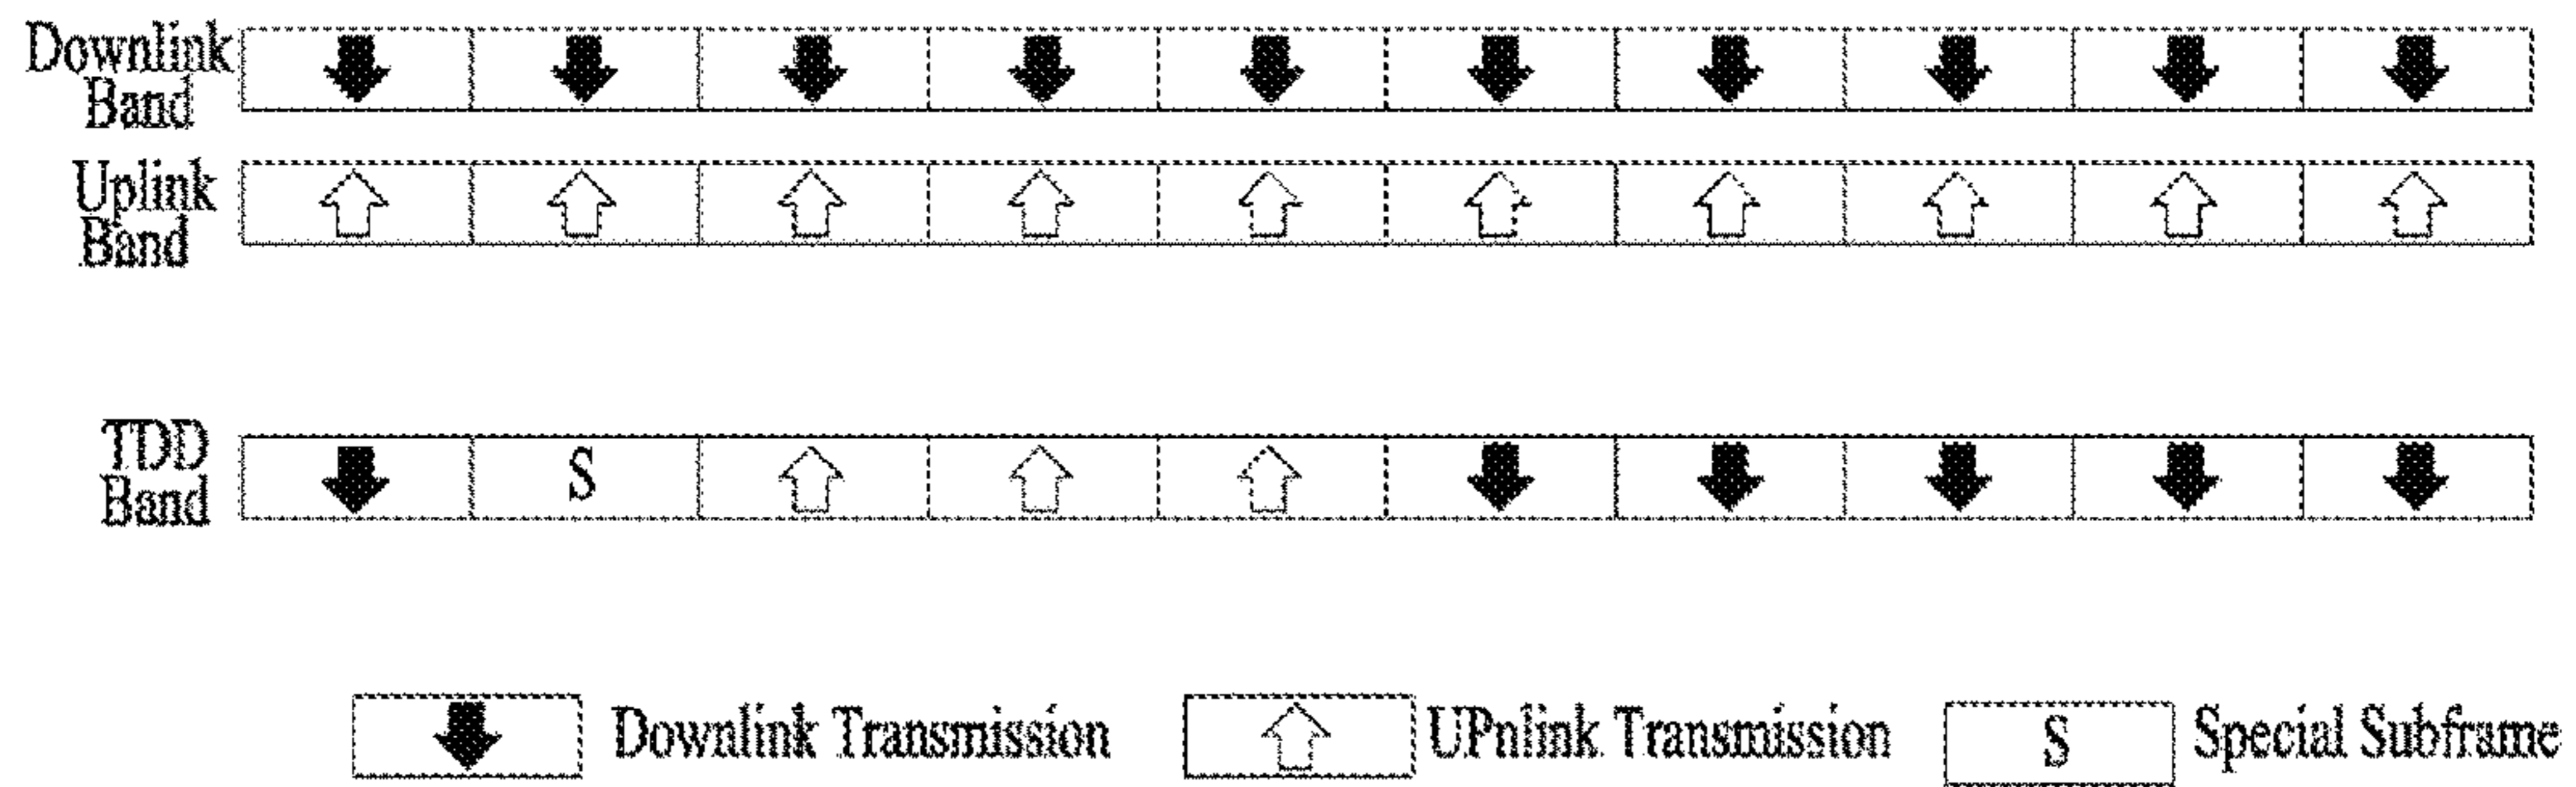 Downlink
Band
Uplink
Band
TDD
Band
S
Downlink Transmission
UPnlink Transmission
S
Special Subframe